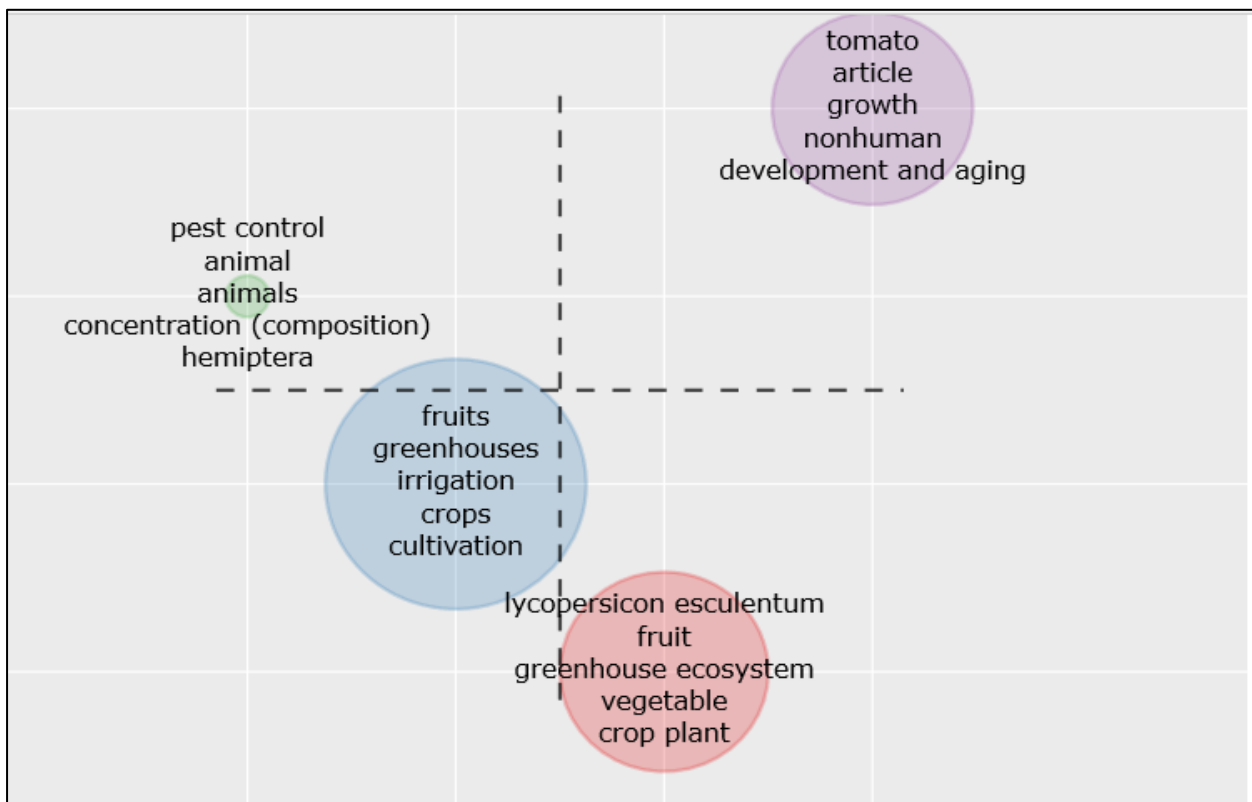 tomato
article
growth
nonhuman
development and aging
pest control
animal
animals
concentration (composition)
hemiptera
fruits
greenhouses
irrigation
crops
cultivation
lycopersicon esculentum
fruit
greenhouse ecosystem
vegetable
crop plant